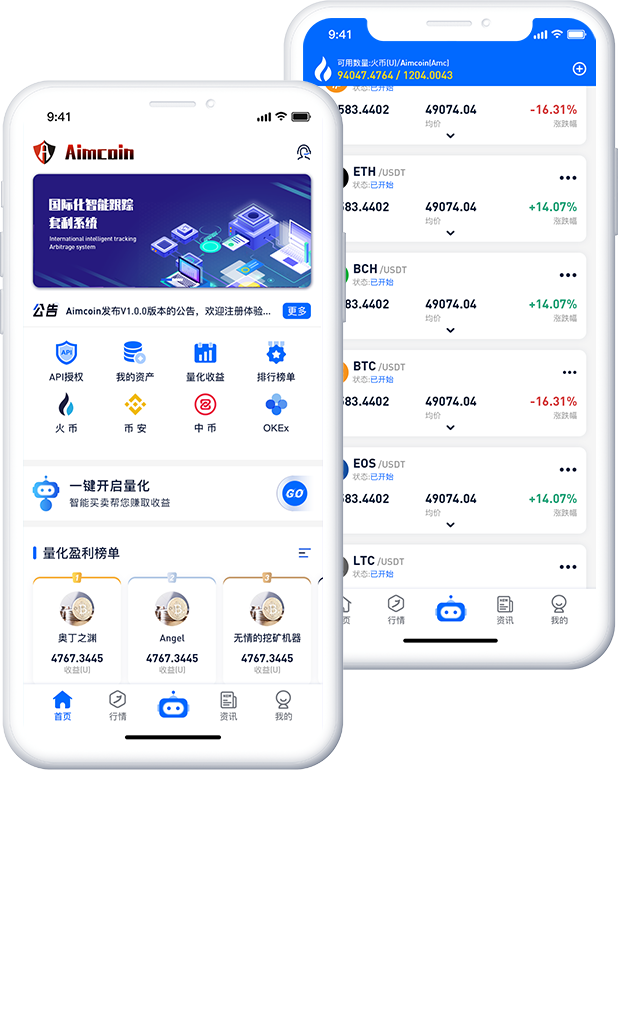 9:41
Aimcoin
国际化智能跟踪
套利系统
International intelligent tracking
Arbitrage system
公告 Aimcoin发布V1.0.0版本的公告，欢迎注册体验... 更多
API
API授权 我的资产 量化收益 排行榜单
火 币 币 安 中 币 OKEx
一键开启量化
智能买卖帮您赚取收益
GO
量化盈利榜单
1 2 3
奥丁之渊 Angel 无情的挖矿机器
4767.3445 4767.3445 4767.3445
收益(U) 收益(U) 收益(U)
首页 行情 资讯 我的
9:41
可用数量:火币(U)/Aimcoin(Amc)
94047.4764 / 1204.0043
状态:已开始
583.4402 49074.04 -16.31%
均价 涨跌幅
ETH /USDT
状态:已开始
583.4402 49074.04 +14.07%
均价 涨跌幅
BCH /USDT
状态:已开始
583.4402 49074.04 +14.07%
均价 涨跌幅
BTC /USDT
状态:已开始
583.4402 49074.04 -16.31%
均价 涨跌幅
EOS /USDT
状态:已开始
583.4402 49074.04 +14.07%
均价 涨跌幅
LTC /USDT
状态:已开始
页 行情 资讯 我的